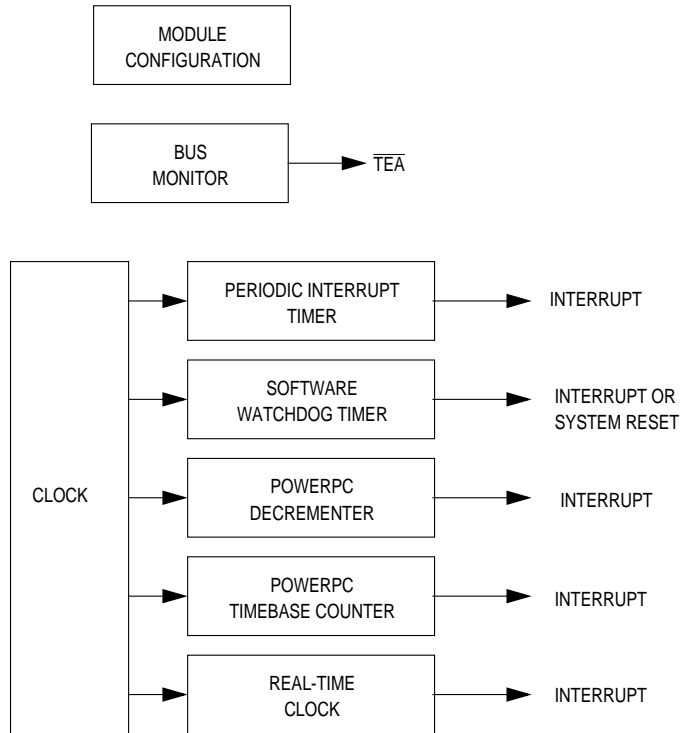 MODULE
CONFIGURATION
BUS
MONITOR
T̅E̅A̅
CLOCK
PERIODIC INTERRUPT
TIMER
INTERRUPT
SOFTWARE
WATCHDOG TIMER
INTERRUPT OR
SYSTEM RESET
POWERPC
DECREMENTER
INTERRUPT
POWERPC
TIMEBASE COUNTER
INTERRUPT
REAL-TIME
CLOCK
INTERRUPT